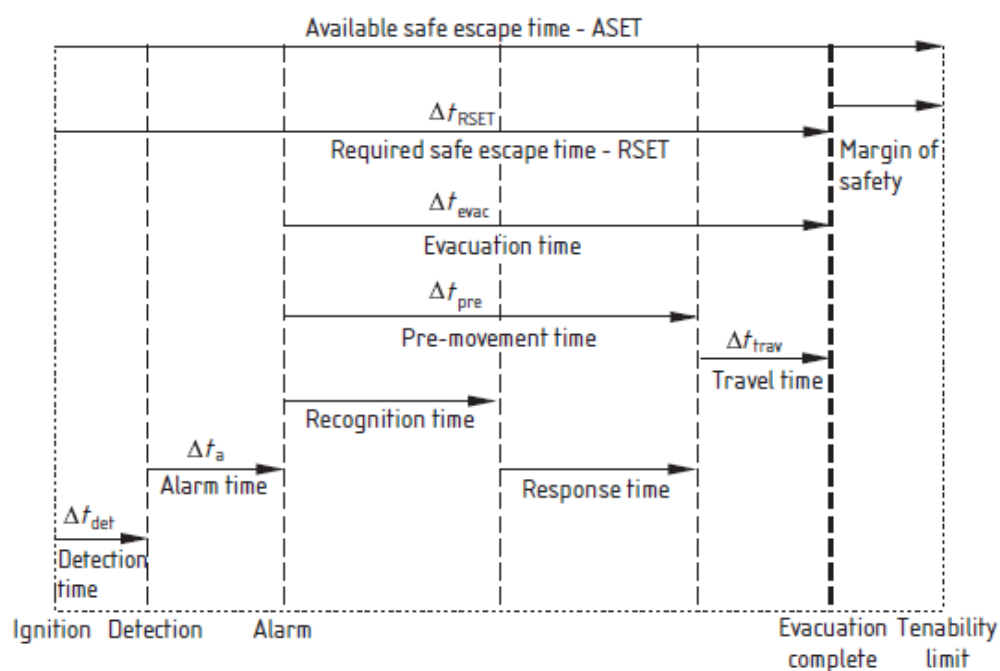 Available safe escape time - ASET
Δt_RSET
Required safe escape time - RSET
Margin of
safety
Δt_evac
Evacuation time
Δt_pre
Pre-movement time
Δt_trav
Travel time
Recognition time
Δt_a
Alarm time
Response time
Δt_det
Detection
time
Ignition Detection Alarm Evacuation Tenability
complete limit